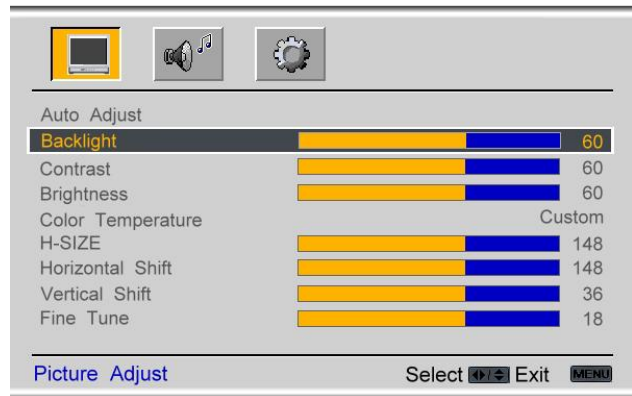 Auto Adjust
Backlight 60
Contrast 60
Brightness 60
Color Temperature Custom
H-SIZE 148
Horizontal Shift 148
Vertical Shift 36
Fine Tune 18
Picture Adjust Select Exit MENU